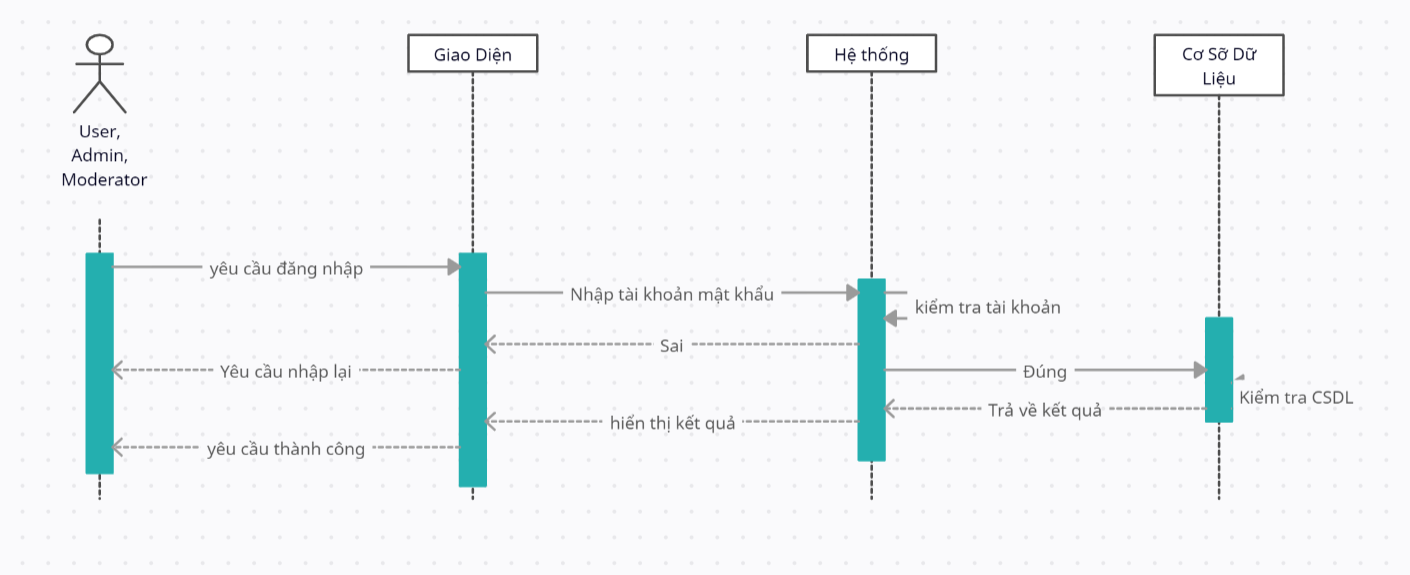 Giao Diện
Hệ thống
Cơ Sỡ Dữ
Liệu
User,
Admin,
Moderator
yêu cầu đăng nhập
Nhập tài khoản mật khẩu
kiểm tra tài khoản
Sai
Yêu cầu nhập lại
Đúng
Kiểm tra CSDL
Trả về kết quả
hiển thị kết quả
yêu cầu thành công